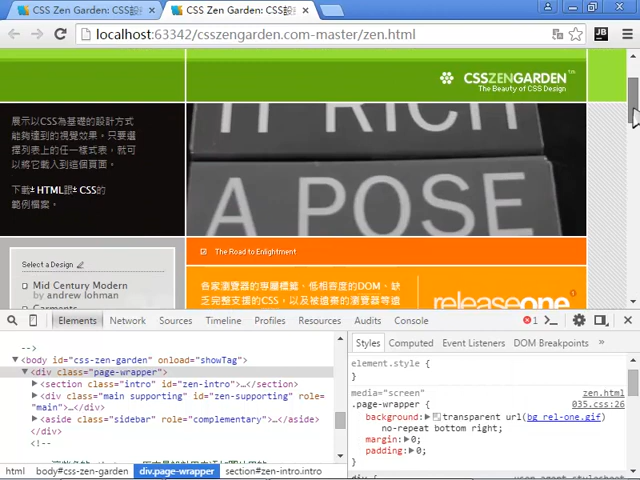 CSS Zen Garden: CSS設
CSS Zen Garden: CSS設
localhost:63342/csszengarden.com-master/zen.html
CSSZENGARDEN™
The Beauty of CSS Design
展示以CSS為基礎的設計方式
能夠達到的視覺效果。只要選
擇列表上的任一樣式表，就可
以將它載入到這個頁面。
下載± HTML跟± CSS的
範例檔案。
IT RICH
A POSE
Select a Design
Mid Century Modern
by andrew lohman
Garments
The Road to Enlightment
各家瀏覽器的專屬標籤、低相容度的DOM、缺
乏完整支援的CSS，以及被遺棄的瀏覽器等過
releaseone
Elements Network Sources Timeline Profiles Resources Audits Console 1
-->
<body id="css-zen-garden" onload="showTag">
<div class="page-wrapper">
<section class="intro" id="zen-intro">…</section>
<div class="main supporting" id="zen-supporting" role=
"main">…</div>
<aside class="sidebar" role="complementary">…</aside>
</div>
<!--
html body#css-zen-garden div.page-wrapper section#zen-intro.intro
Styles Computed Event Listeners DOM Breakpoints »
element.style {
}
media="screen" zen.html
.page-wrapper { 035.css:26
background: transparent url(bg_rel-one.gif)
no-repeat bottom right;
margin: 0;
padding: 0;
}